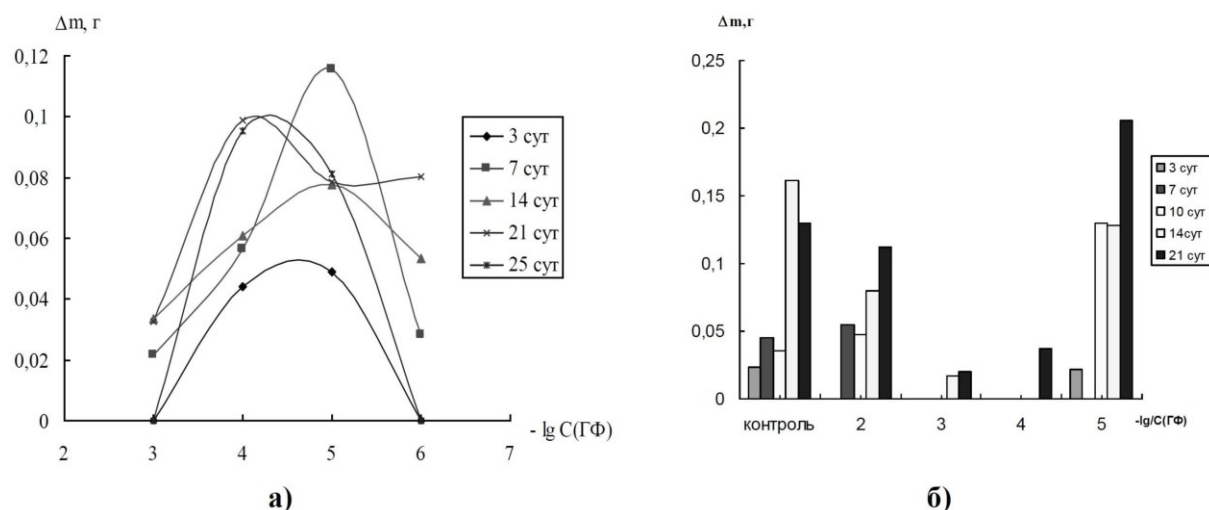 Δm, г
0,12
0,1
0,08
0,06
0,04
0,02
0
2
3
4
5
6
7
- lg C(ГФ)
3 сут
7 сут
14 сут
21 сут
25 сут
а)
Δm,г
0,25
0,2
0,15
0,1
0,05
0
контроль
2
3
4
5
-lg/C(ГФ)
3 сут
7 сут
10 сут
14сут
21 сут
б)